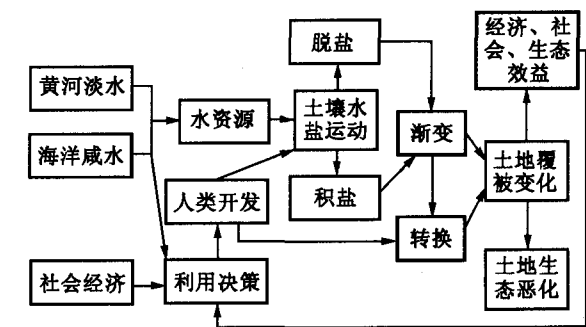 脱盐
经济、社
会、生态
效益
黄河淡水
水资源
土壤水
盐运动
渐变
海洋咸水
土地覆
被变化
人类开发
积盐
转换
社会经济
利用决策
土地生
态恶化